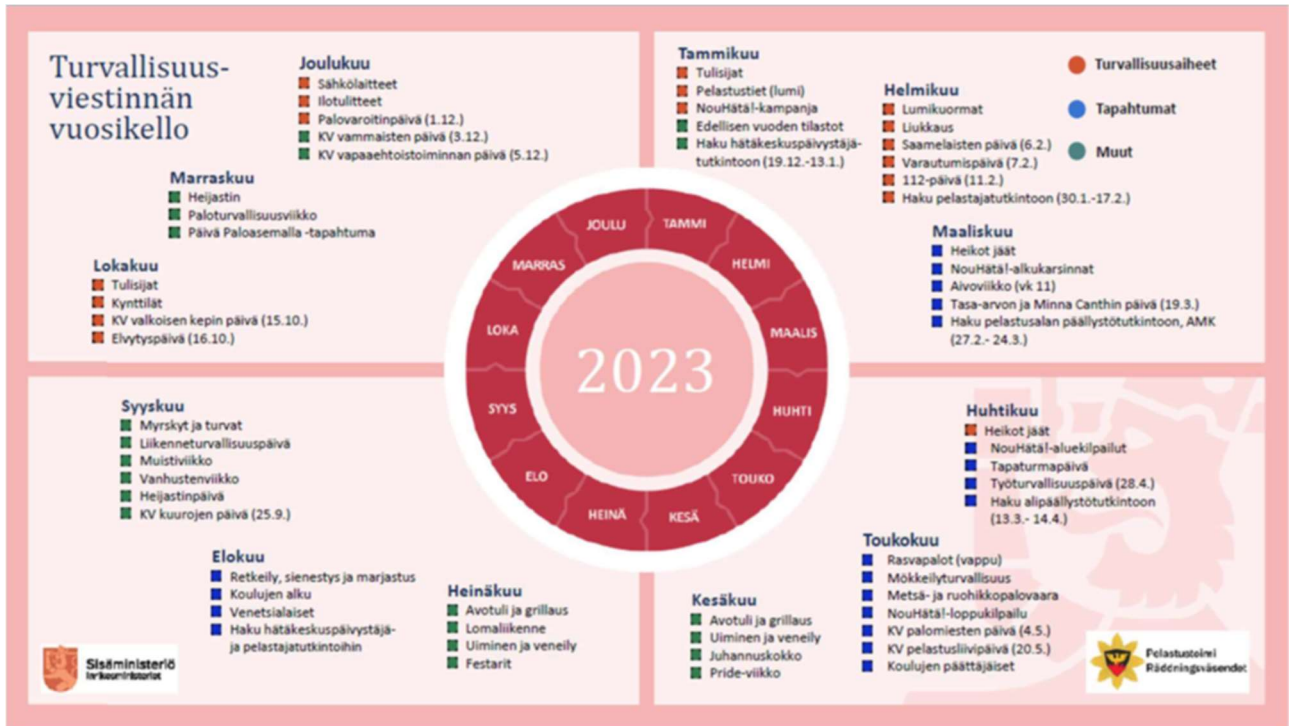 Turvallisuus-
viestinnän
vuosikello
Joulukuu
Sähkölaitteet
Ilotulitteet
Palovaroitinpäivä (1.12.)
KV vammaisten päivä (3.12.)
KV vapaaehtoistoiminnan päivä (5.12.)
Marraskuu
Heijastin
Paloturvallisuusviikko
Päivä Paloasemalla -tapahtuma
Lokakuu
Tulisijat
Kynttilät
KV valkoisen kepin päivä (15.10.)
Elvytyspäivä (16.10.)
Tammikuu
Tulisijat
Pelastustiet (lumi)
NouHätä!-kampanja
Edellisen vuoden tilastot
Haku hätäkeskuspäivystäjä-
tutkintoon (19.12.-13.1.)
Helmikuu
Lumikuormat
Liukkaus
Saamelaisten päivä (6.2.)
Varautumispäivä (7.2.)
112-päivä (11.2.)
Haku pelastajatutkintoon (30.1.-17.2.)
Turvallisuusaiheet
Tapahtumat
Muut
Maaliskuu
Heikot jäät
NouHätä!-alkukarsinnat
Aivoviikko (vk 11)
Tasa-arvon ja Minna Canthin päivä (19.3.)
Haku pelastusalan päällystötutkintoon, AMK
(27.2.- 24.3.)
JOULU
TAMMI
HELMI
MAALIS
HUHTI
TOUKO
KESÄ
HEINÄ
ELO
SYYS
LOKA
MARRAS
2023
Syyskuu
Myrskyt ja turvat
Liikenneturvallisuuspäivä
Muistiviikko
Vanhustenviikko
Heijastinpäivä
KV kuurojen päivä (25.9.)
Elokuu
Retkeily, sienestys ja marjastus
Koulujen alku
Venetsialaiset
Haku hätäkeskuspäivystäjä-
ja pelastajatutkintoihin
Heinäkuu
Avotuli ja grillaus
Lomaliikenne
Uiminen ja veneily
Festarit
Huhtikuu
Heikot jäät
NouHätä!-aluekilpailut
Tapaturmapäivä
Työturvallisuuspäivä (28.4.)
Haku alipäällystötutkintoon
(13.3.- 14.4.)
Toukokuu
Rasvapalot (vappu)
Mökkeilyturvallisuus
Metsä- ja ruohikkopalovaara
NouHätä!-loppukilpailu
KV palomiesten päivä (4.5.)
KV pelastusliivipäivä (20.5.)
Koulujen päättäjäiset
Kesäkuu
Avotuli ja grillaus
Uiminen ja veneily
Juhannuskokko
Pride-viikko
Sisäministeriö
Inrikesministeriet
Pelastustoimi
Räddningsväsendet